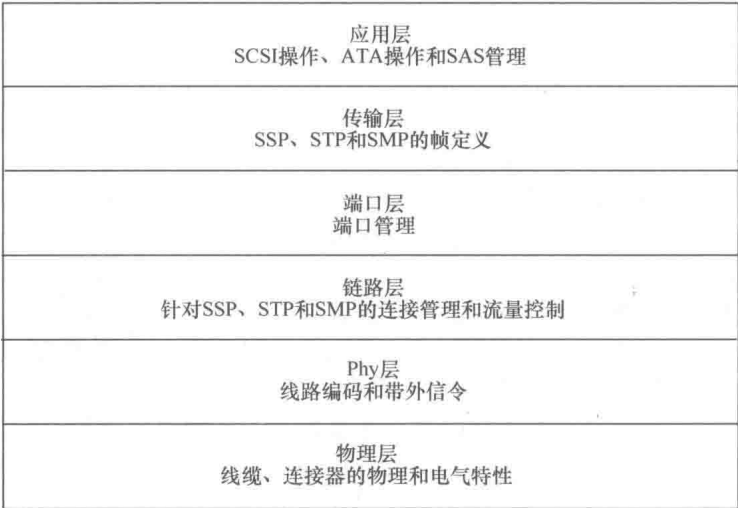 应用层
SCSI操作、ATA操作和SAS管理
传输层
SSP、STP和SMP的帧定义
端口层
端口管理
链路层
针对SSP、STP和SMP的连接管理和流量控制
Phy层
线路编码和带外信令
物理层
线缆、连接器的物理和电气特性